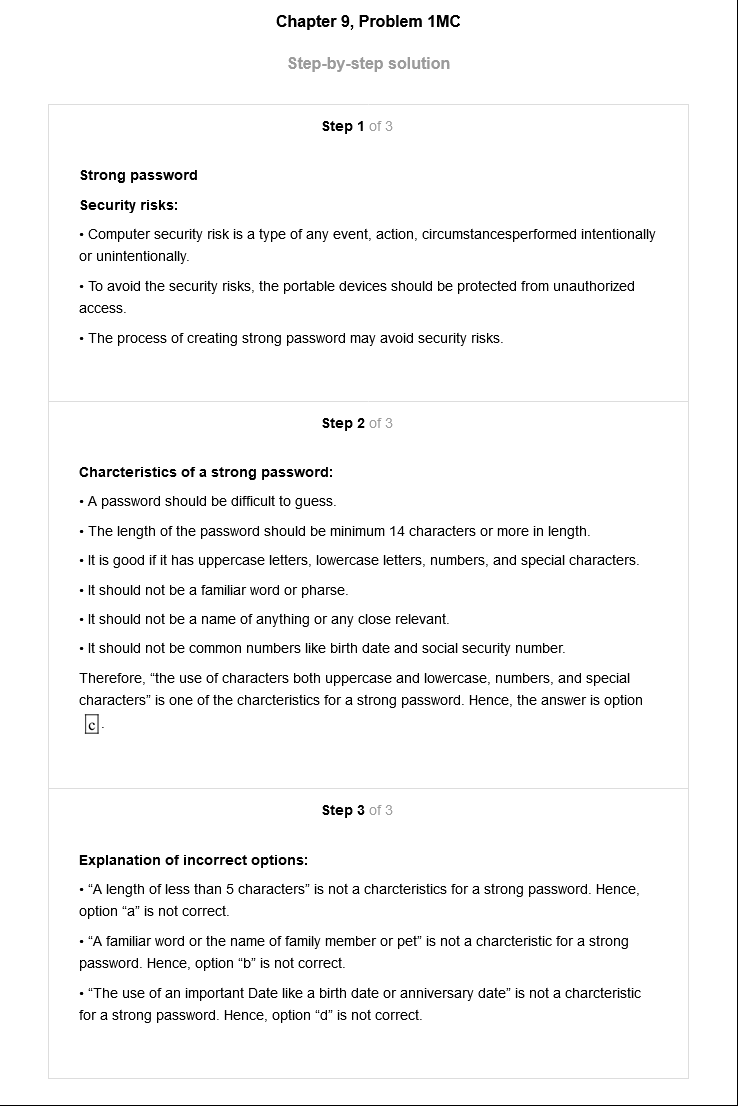 Chapter 9, Problem 1MC
Step-by-step solution
Step 1 of 3
Strong password
Security risks:
• Computer security risk is a type of any event, action, circumstancesperformed intentionally
or unintentionally.
• To avoid the security risks, the portable devices should be protected from unauthorized
access.
• The process of creating strong password may avoid security risks.
Step 2 of 3
Charcteristics of a strong password:
• A password should be difficult to guess.
• The length of the password should be minimum 14 characters or more in length.
• It is good if it has uppercase letters, lowercase letters, numbers, and special characters.
• It should not be a familiar word or pharse.
• It should not be a name of anything or any close relevant.
• It should not be common numbers like birth date and social security number.
Therefore, “the use of characters both uppercase and lowercase, numbers, and special
characters” is one of the charcteristics for a strong password. Hence, the answer is option
c.
Step 3 of 3
Explanation of incorrect options:
• “A length of less than 5 characters” is not a charcteristics for a strong password. Hence,
option “a” is not correct.
• “A familiar word or the name of family member or pet” is not a charcteristic for a strong
password. Hence, option “b” is not correct.
• “The use of an important Date like a birth date or anniversary date” is not a charcteristic
for a strong password. Hence, option “d” is not correct.